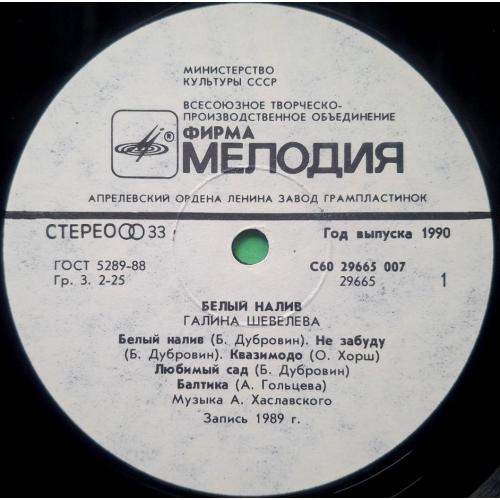 МИНИСТЕРСТВО
КУЛЬТУРЫ СССР
ВСЕСОЮЗНОЕ ТВОРЧЕСКО-
ПРОИЗВОДСТВЕННОЕ ОБЪЕДИНЕНИЕ
®
ФИРМА
МЕЛОДИЯ
АПРЕЛЕВСКИЙ ОРДЕНА ЛЕНИНА ЗАВОД ГРАМПЛАСТИНОК
СТЕРЕО 33
Год выпуска 1990
ГОСТ 5289-88
С60 29665 007
Гр. 3. 2-25
29665
1
БЕЛЫЙ НАЛИВ
ГАЛИНА ШЕВЕЛЕВА
Белый налив (Б. Дубровин). Не забуду
(Б. Дубровин). Квазимодо (О. Хорш)
Любимый сад (Б. Дубровин)
Балтика (А. Гольцева)
Музыка А. Хаславского
Запись 1989 г.